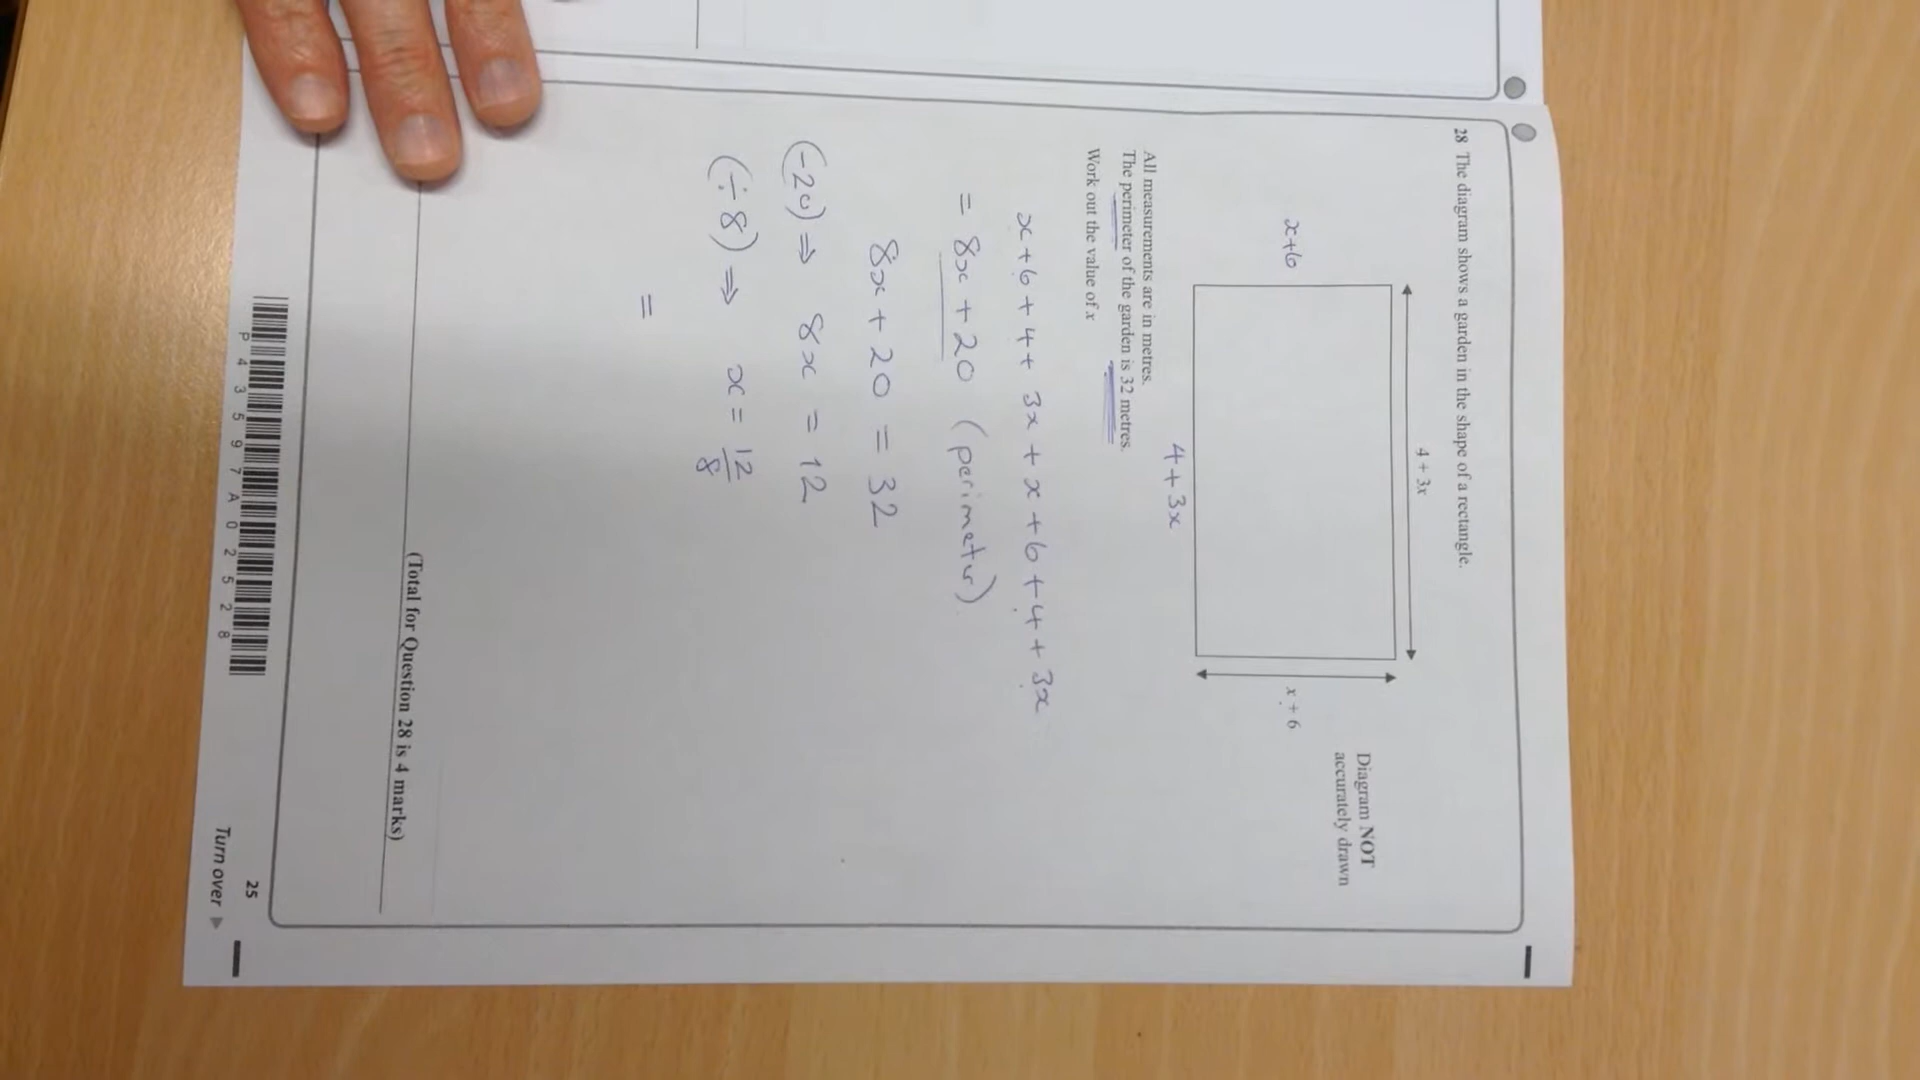 28 The diagram shows a garden in the shape of a rectangle.
4 + 3x
Diagram NOT
accurately drawn
x+6
x + 6
4+3x
All measurements are in metres.
The perimeter of the garden is 32 metres.
Work out the value of x
x+6+4+ 3x + x +6 + 4 + 3x
= 8x + 20 (perimeter)
8x + 20 = 32
(-20) ⇒ 8x = 12
(÷8) ⇒ x = 12/8
=
(Total for Question 28 is 4 marks)
25
P 4 3 5 9 7 A 0 2 5 2 8
Turn over